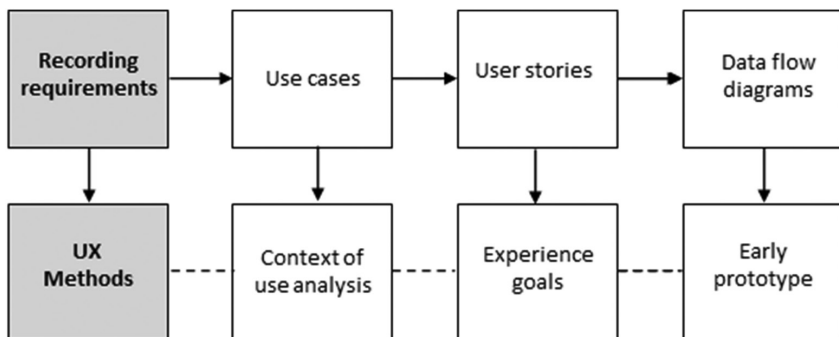 Recording
requirements
Use cases
User stories
Data flow
diagrams
UX
Methods
Context of
use analysis
Experience
goals
Early
prototype